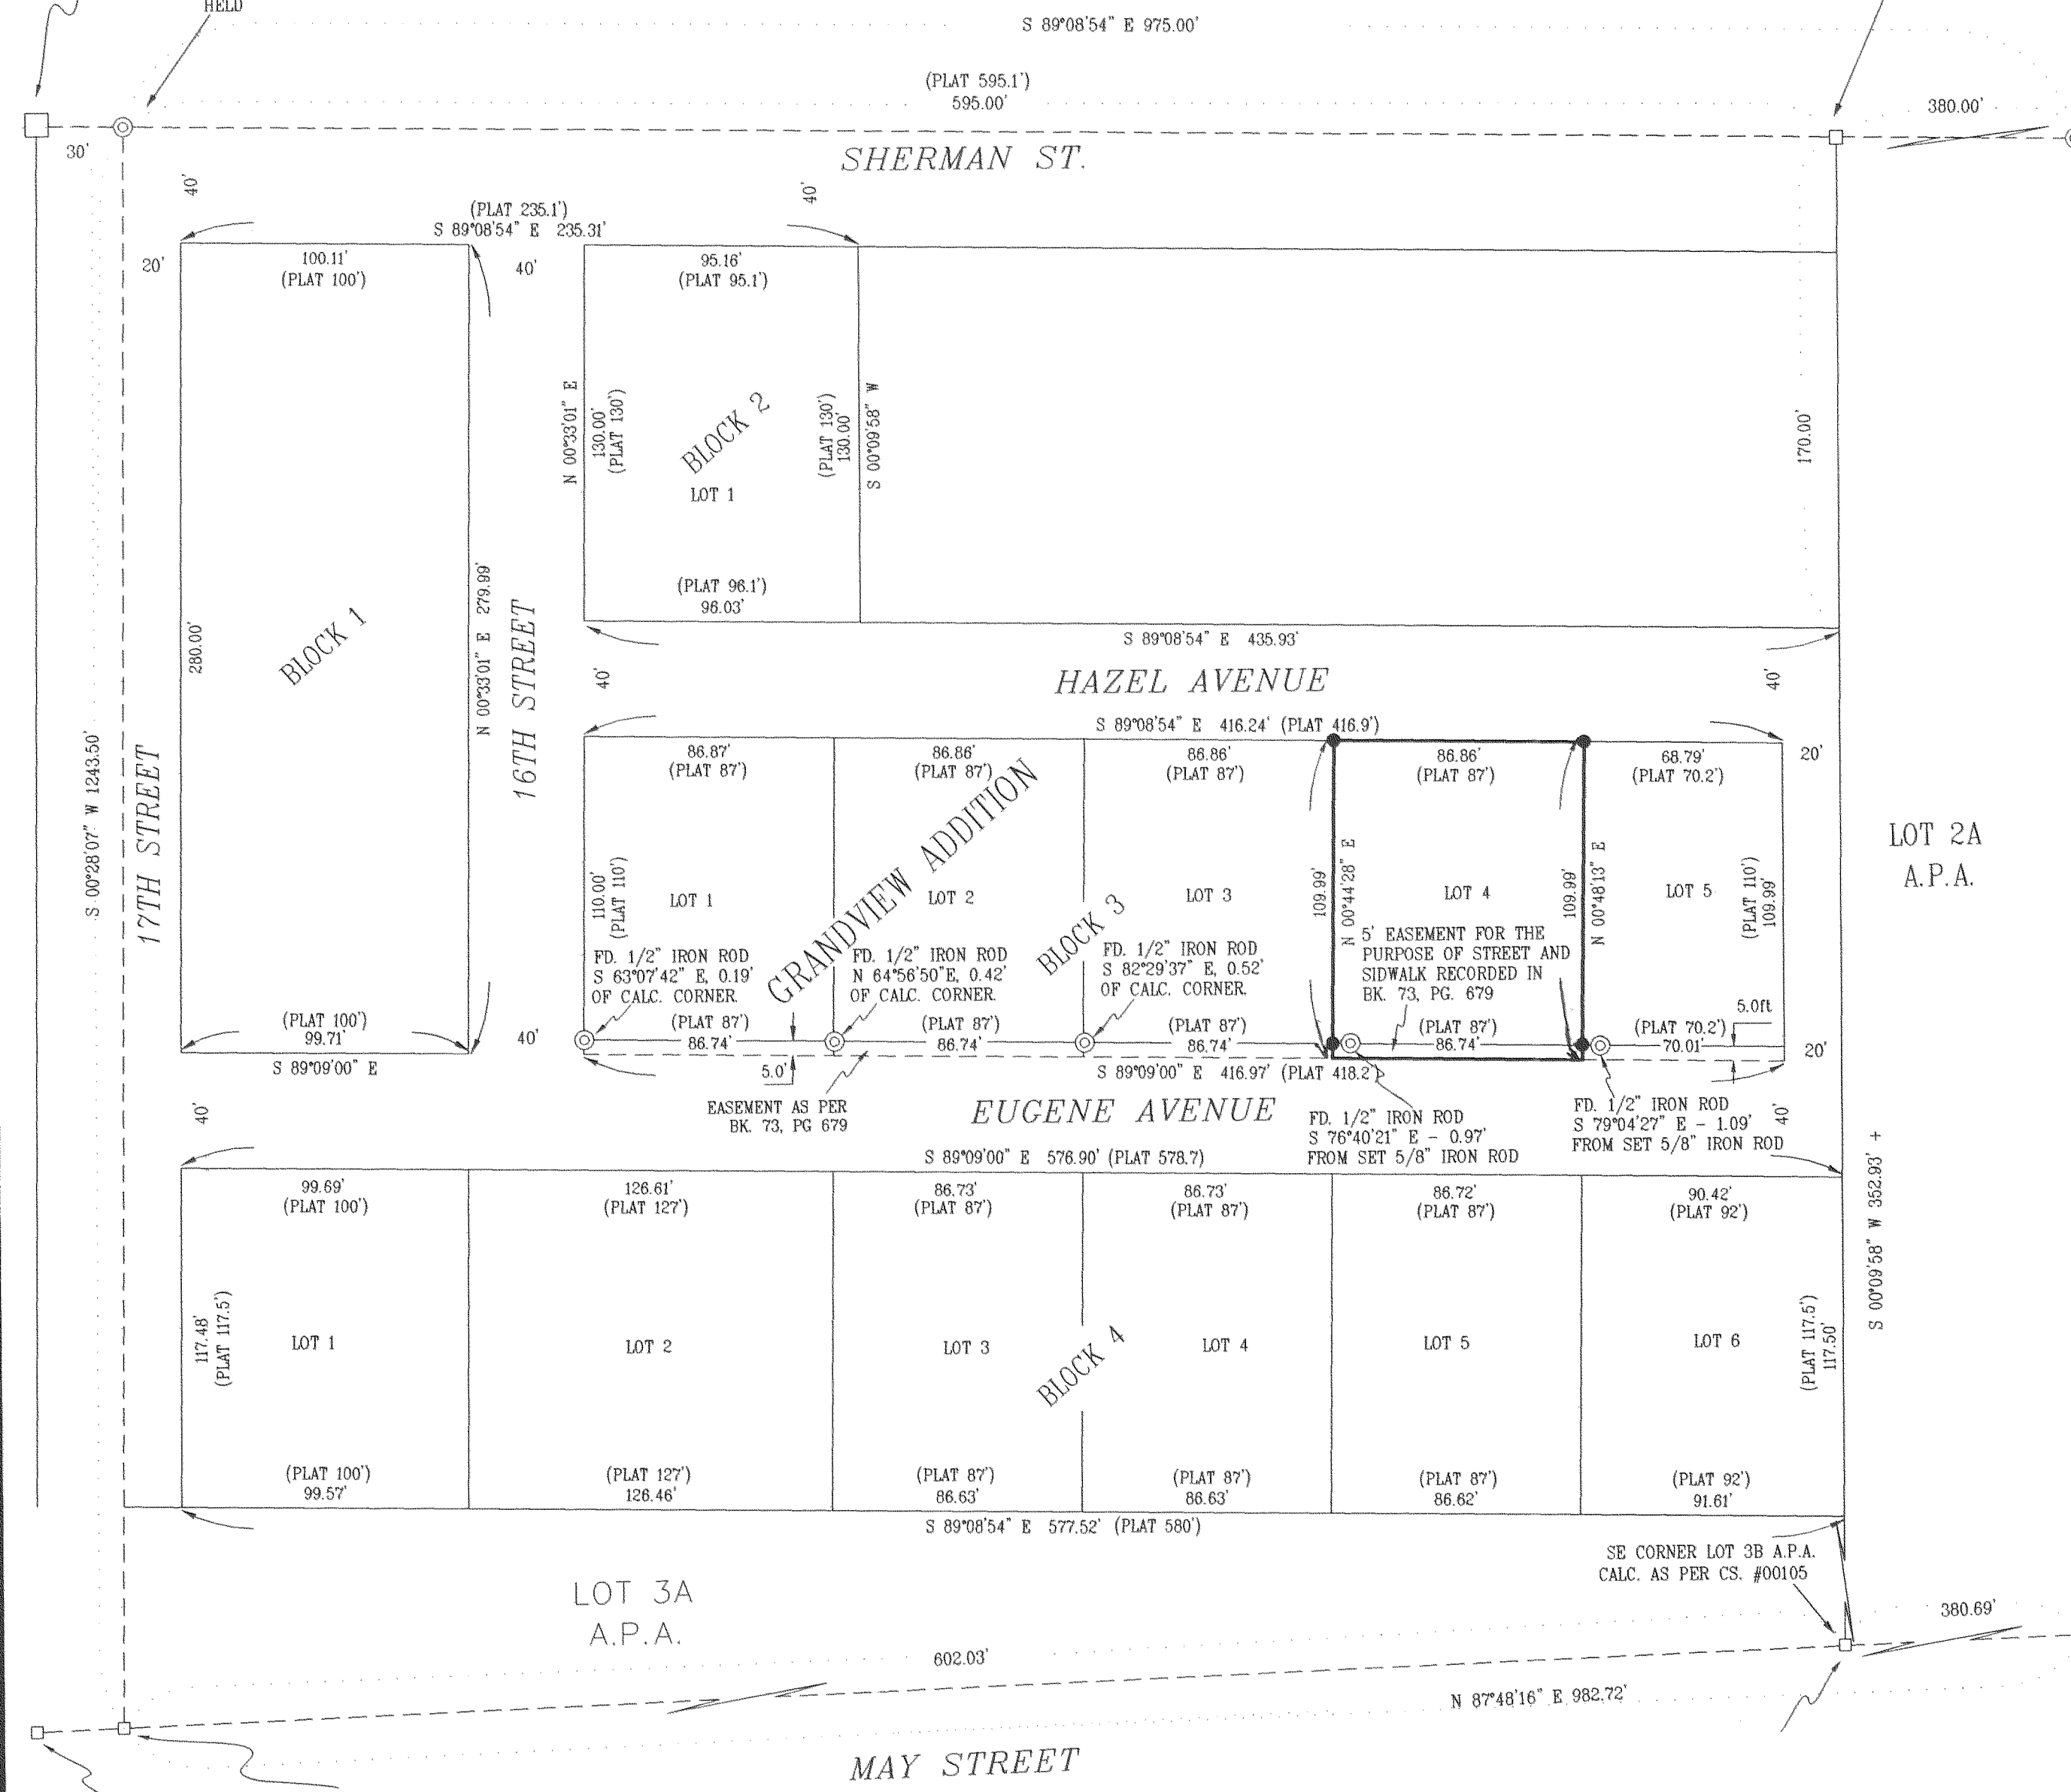 HELD
S 89°08'54" E 975.00'
(PLAT 595.1')
595.00'
380.00'
30'
SHERMAN ST.
40'
40'
(PLAT 235.1')
S 89°08'54" E 235.31'
20'
100.11'
(PLAT 100')
40'
95.16'
(PLAT 95.1')
N 00°33'01" E
130.00'
(PLAT 130')
BLOCK 2
LOT 1
(PLAT 130')
130.00'
S 00°09'58" W
170.00'
(PLAT 96.1')
96.03'
280.00'
BLOCK 1
N 00°33'01" E 279.99'
16TH STREET
S 89°08'54" E 435.93'
40'
HAZEL AVENUE
40'
S 00°28'07" W 1243.50'
17TH STREET
S 89°08'54" E 416.24' (PLAT 416.9')
86.87'
(PLAT 87')
86.86'
(PLAT 87')
86.86'
(PLAT 87')
86.86'
(PLAT 87')
68.79'
(PLAT 70.2')
20'
GRANDVIEW ADDITION
BLOCK 3
110.00'
(PLAT 110')
LOT 1
LOT 2
LOT 3
109.99'
N 00°44'28" E
LOT 4
109.99'
N 00°48'13" E
LOT 5
(PLAT 110')
109.99'
LOT 2A
A.P.A.
FD. 1/2" IRON ROD
S 63°07'42" E, 0.19'
OF CALC. CORNER.
FD. 1/2" IRON ROD
N 64°56'50"E, 0.42'
OF CALC. CORNER.
FD. 1/2" IRON ROD
S 82°29'37" E, 0.52'
OF CALC. CORNER.
5' EASEMENT FOR THE
PURPOSE OF STREET AND
SIDWALK RECORDED IN
BK. 73, PG. 679
5.0ft
(PLAT 100')
99.71'
S 89°09'00" E
40'
(PLAT 87')
86.74'
(PLAT 87')
86.74'
(PLAT 87')
86.74'
(PLAT 87')
86.74'
(PLAT 70.2')
70.01'
20'
5.0'
S 89°09'00" E 416.97' (PLAT 418.2')
40'
EASEMENT AS PER
BK. 73, PG 679
EUGENE AVENUE
FD. 1/2" IRON ROD
S 76°40'21" E - 0.97'
FROM SET 5/8" IRON ROD
FD. 1/2" IRON ROD
S 79°04'27" E - 1.09'
FROM SET 5/8" IRON ROD
40'
S 89°09'00" E 576.90' (PLAT 578.7)
99.69'
(PLAT 100')
126.61'
(PLAT 127')
86.73'
(PLAT 87')
86.73'
(PLAT 87')
86.72'
(PLAT 87')
90.42'
(PLAT 92')
S 00°09'58" W 352.93' +
117.48'
(PLAT 117.5')
LOT 1
LOT 2
LOT 3
BLOCK 4
LOT 4
LOT 5
LOT 6
(PLAT 117.5')
117.50'
(PLAT 100')
99.57'
(PLAT 127')
126.46'
(PLAT 87')
86.63'
(PLAT 87')
86.63'
(PLAT 87')
86.62'
(PLAT 92')
91.61'
S 89°08'54" E 577.52' (PLAT 580')
SE CORNER LOT 3B A.P.A.
CALC. AS PER CS. #00105
LOT 3A
A.P.A.
602.03'
380.69'
N 87°48'16" E 982.72'
MAY STREET